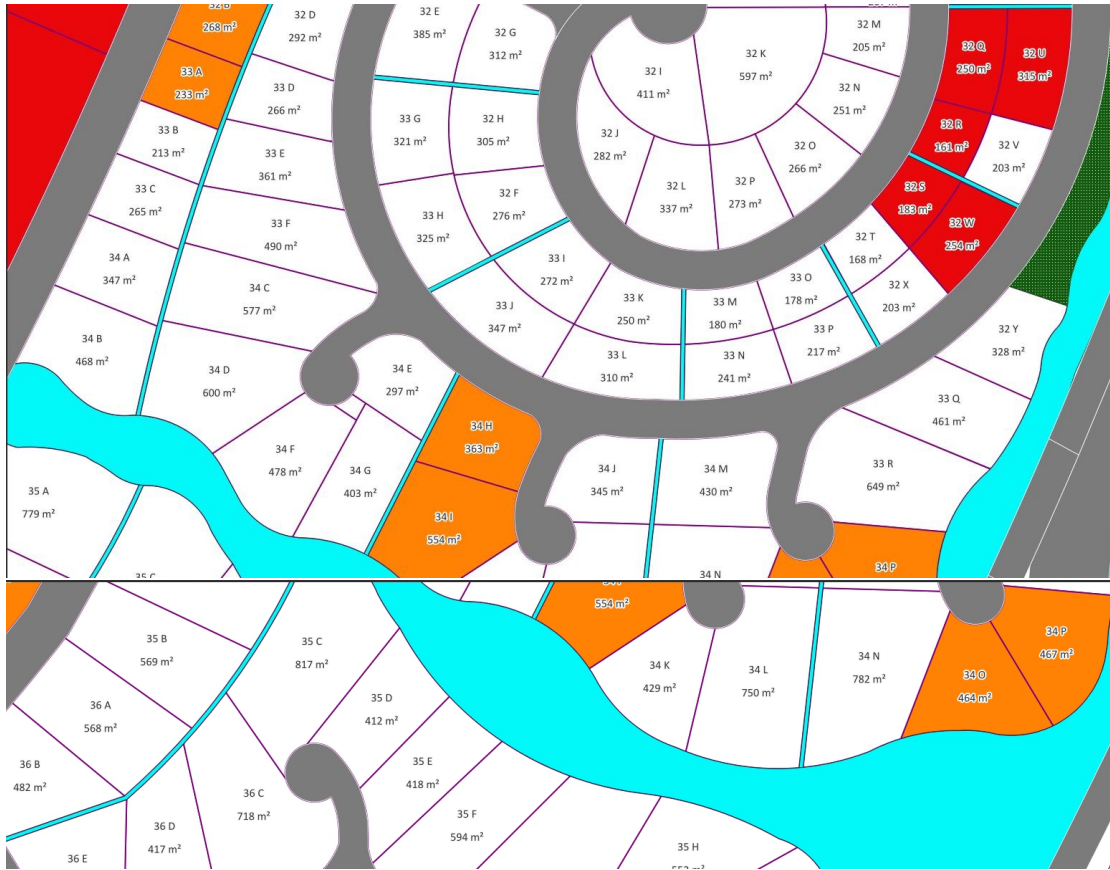 32 B
268 m²
32 D
292 m²
32 E
385 m²
32 G
312 m²
32 I
411 m²
32 K
597 m²
32 M
205 m²
32 Q
250 m²
32 U
315 m²
33 A
233 m²
33 D
266 m²
33 G
321 m²
32 H
305 m²
32 J
282 m²
32 N
251 m²
32 R
161 m²
32 V
203 m²
33 B
213 m²
33 E
361 m²
32 O
266 m²
33 C
265 m²
33 F
490 m²
33 H
325 m²
32 F
276 m²
32 L
337 m²
32 P
273 m²
32 S
183 m²
32 W
254 m²
34 A
347 m²
34 C
577 m²
33 I
272 m²
32 T
168 m²
33 J
347 m²
33 K
250 m²
33 M
180 m²
33 O
178 m²
32 X
203 m²
34 B
468 m²
34 D
600 m²
34 E
297 m²
33 L
310 m²
33 N
241 m²
33 P
217 m²
32 Y
328 m²
33 Q
461 m²
34 F
478 m²
34 G
403 m²
34 H
363 m²
34 J
345 m²
34 M
430 m²
33 R
649 m²
35 A
779 m²
34 I
554 m²
35 C
34 N
34 P
554 m²
35 B
569 m²
35 C
817 m²
34 K
429 m²
34 L
750 m²
34 N
782 m²
34 P
467 m²
34 O
464 m²
36 A
568 m²
35 D
412 m²
36 B
482 m²
36 C
718 m²
35 E
418 m²
36 D
417 m²
35 F
594 m²
36 E
35 H